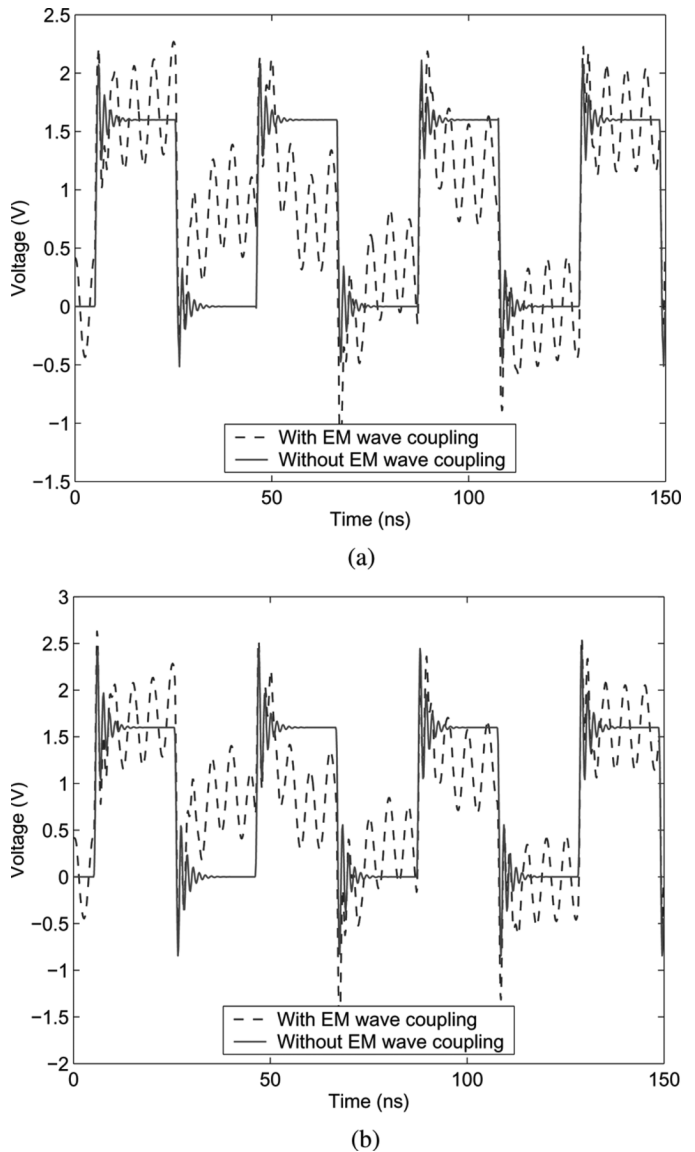 2.5
2
1.5
1
0.5
0
−0.5
−1
−1.5
Voltage (V)
With EM wave coupling
Without EM wave coupling
0
50
100
150
Time (ns)
(a)
3
2.5
2
1.5
1
0.5
0
−0.5
−1
−1.5
−2
Voltage (V)
With EM wave coupling
Without EM wave coupling
0
50
100
150
Time (ns)
(b)